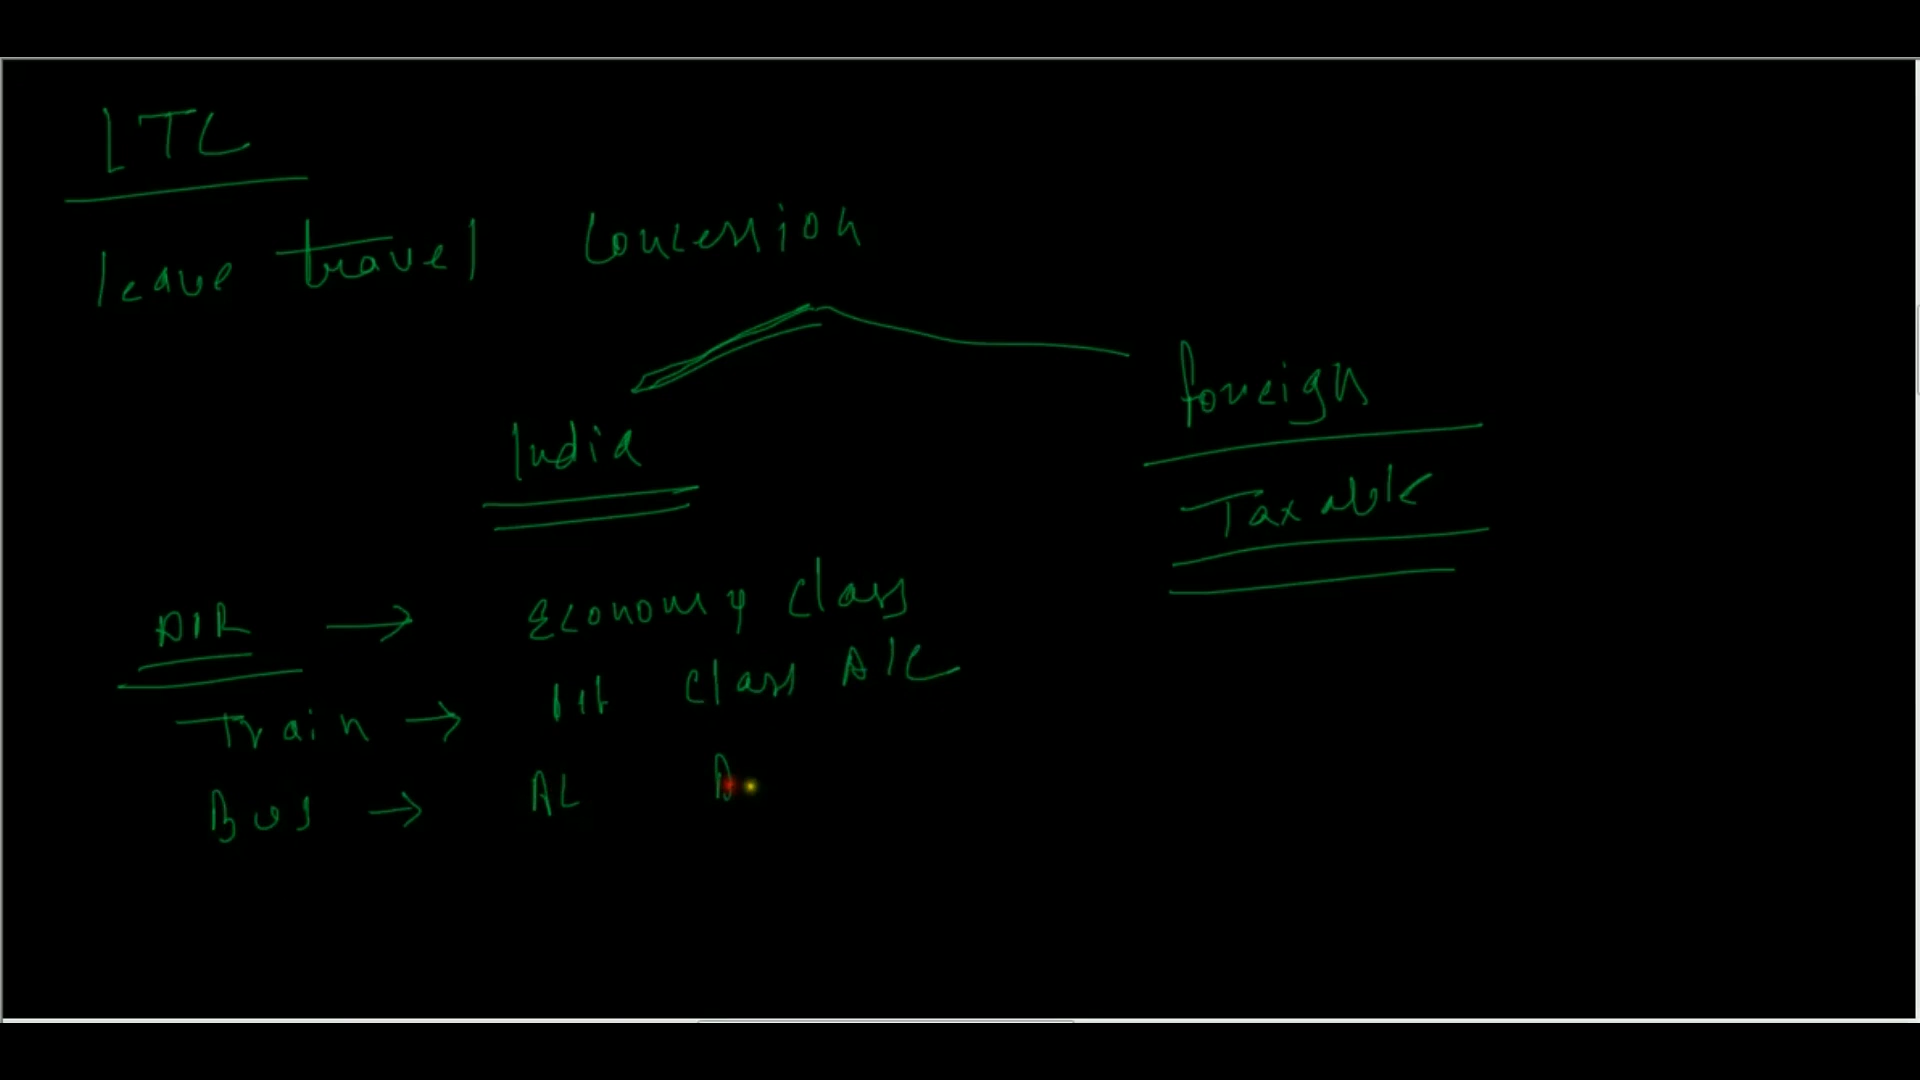 LTC
leave travel Concession
India
foreign
Taxable
AIR → Economy class
Train → 1st class A/C
Bus → AC B